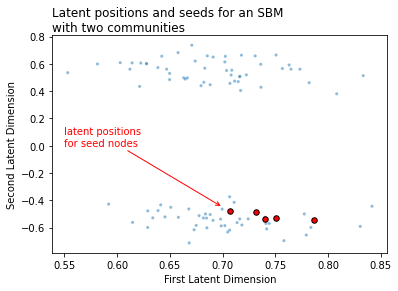 Latent positions and seeds for an SBM
with two communities
0.8
0.6
0.4
0.2
0.0
−0.2
−0.4
−0.6
Second Latent Dimension
latent positions
for seed nodes
0.55 0.60 0.65 0.70 0.75 0.80 0.85
First Latent Dimension